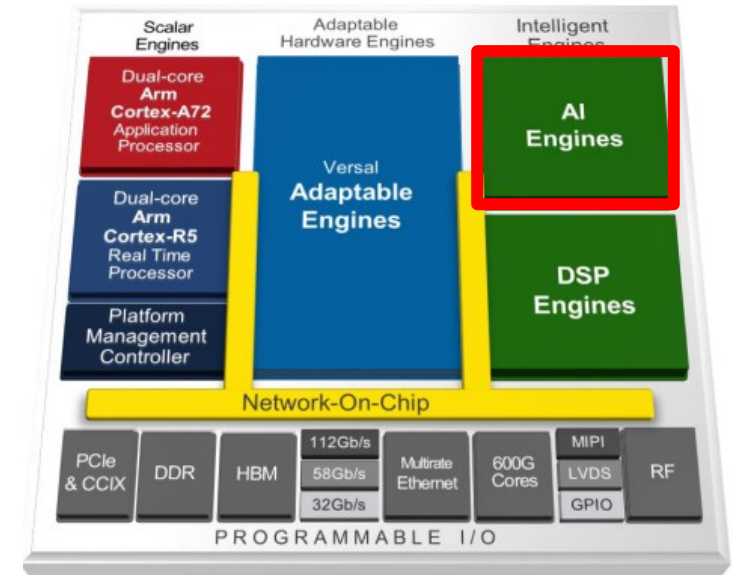 Scalar
Engines
Adaptable
Hardware Engines
Intelligent
Engines
Dual-core
Arm
Cortex-A72
Application
Processor
Dual-core
Arm
Cortex-R5
Real Time
Processor
Platform
Management
Controller
Versal
Adaptable
Engines
AI
Engines
DSP
Engines
Network-On-Chip
PCIe
& CCIX
DDR
HBM
112Gb/s
58Gb/s
32Gb/s
Multirate
Ethernet
600G
Cores
MIPI
LVDS
GPIO
RF
PROGRAMMABLE I/O